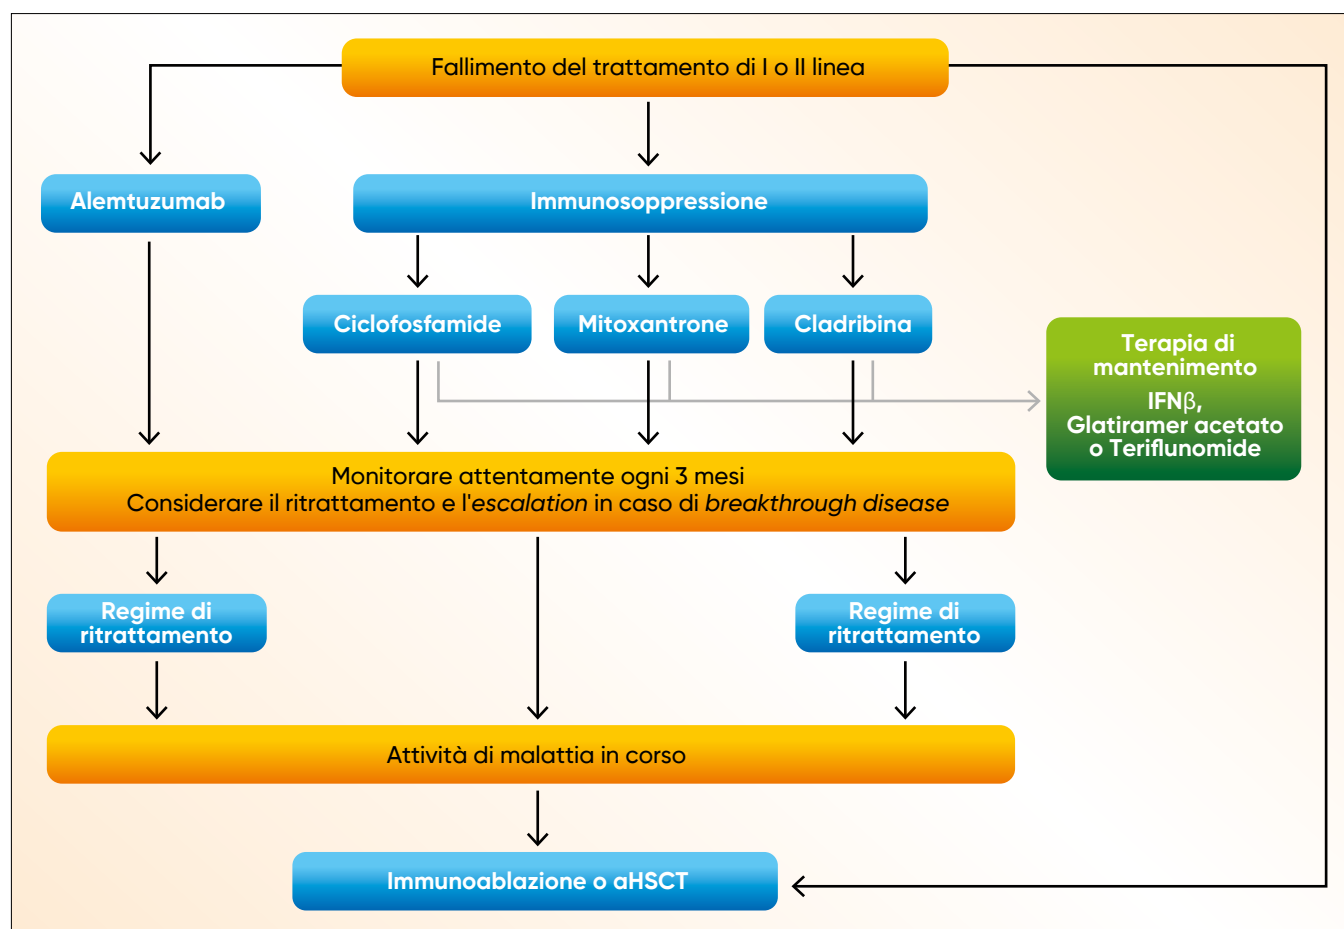 Fallimento del trattamento di I o II linea
Alemtuzumab
Immunosoppressione
Ciclofosfamide
Mitoxantrone
Cladribina
Terapia di
mantenimento
IFNβ,
Glatiramer acetato
o Teriflunomide
Monitorare attentamente ogni 3 mesi
Considerare il ritrattamento e l'escalation in caso di breakthrough disease
Regime di
ritrattamento
Regime di
ritrattamento
Attività di malattia in corso
Immunoablazione o aHSCT